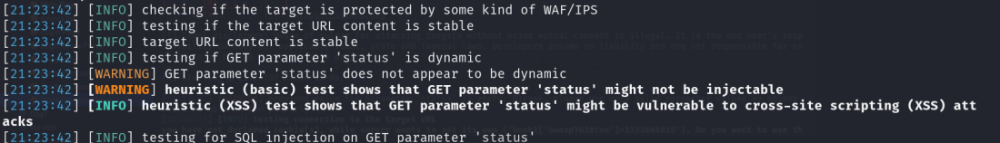 [21:23:42] [INFO] checking if the target is protected by some kind of WAF/IPS
[21:23:42] [INFO] testing if the target URL content is stable
[21:23:42] [INFO] target URL content is stable
[21:23:42] [INFO] testing if GET parameter 'status' is dynamic
[21:23:42] [WARNING] GET parameter 'status' does not appear to be dynamic
[21:23:42] [WARNING] heuristic (basic) test shows that GET parameter 'status' might not be injectable
[21:23:42] [INFO] heuristic (XSS) test shows that GET parameter 'status' might be vulnerable to cross-site scripting (XSS) att
acks
[21:23:42] [INFO] testing for SQL injection on GET parameter 'status'